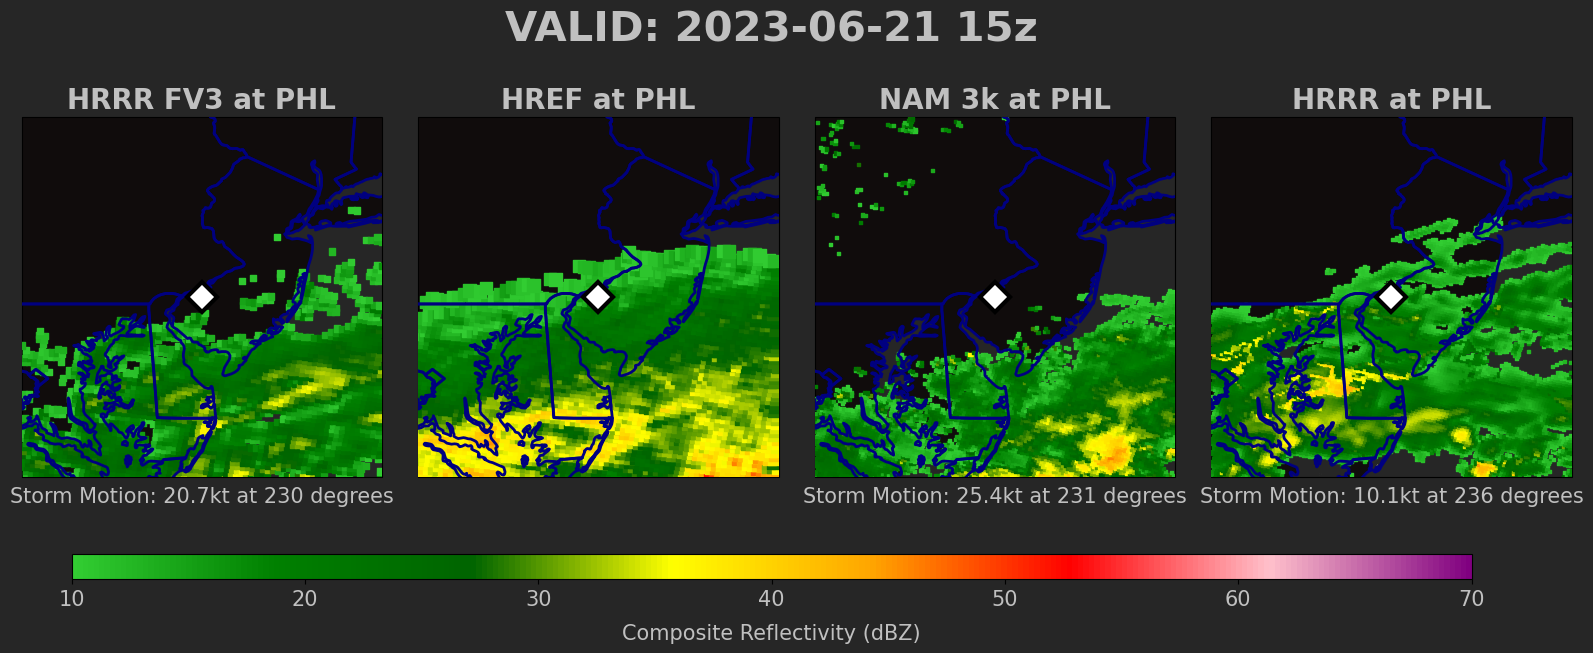 VALID: 2023-06-21 15z
HRRR FV3 at PHL
HREF at PHL
NAM 3k at PHL
HRRR at PHL
Storm Motion: 20.7kt at 230 degrees
Storm Motion: 25.4kt at 231 degrees
Storm Motion: 10.1kt at 236 degrees
10 20 30 40 50 60 70
Composite Reflectivity (dBZ)